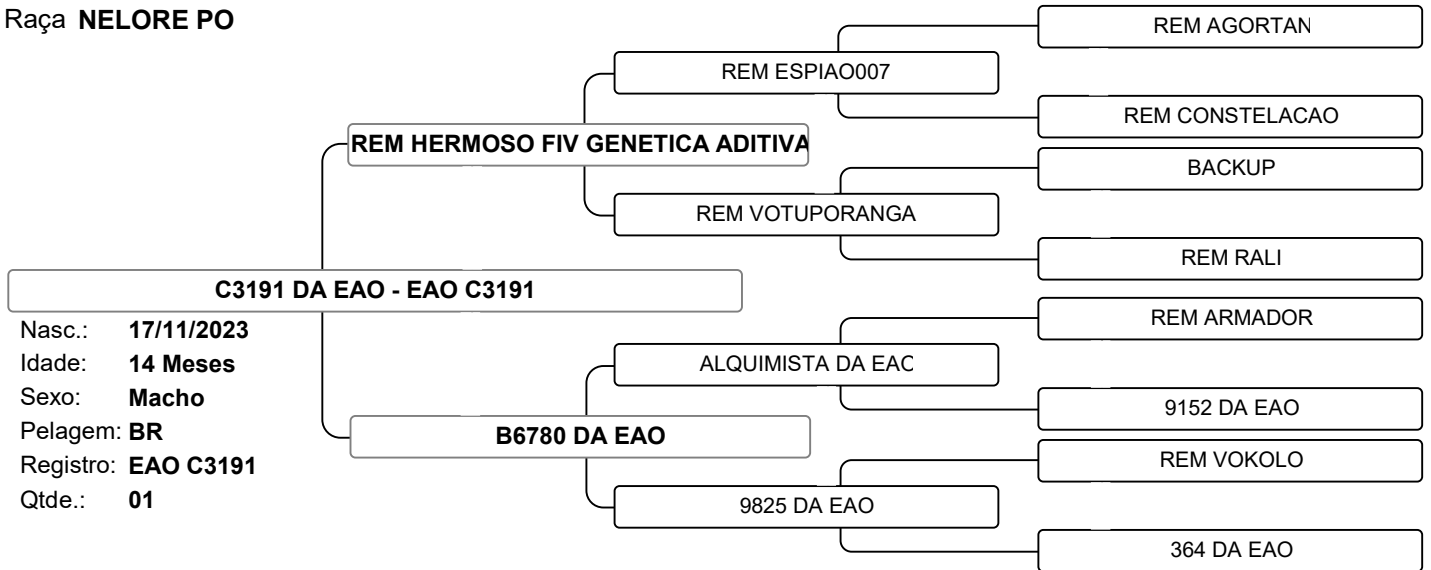 Raça NELORE PO
REM AGORTAN
REM ESPIAO007
REM CONSTELACAO
REM HERMOSO FIV GENETICA ADITIVA
BACKUP
REM VOTUPORANGA
REM RALI
C3191 DA EAO - EAO C3191
REM ARMADOR
Nasc.: 17/11/2023
Idade: 14 Meses
ALQUIMISTA DA EAO
Sexo: Macho
9152 DA EAO
Pelagem: BR
B6780 DA EAO
REM VOKOLO
Registro: EAO C3191
Qtde.: 01
9825 DA EAO
364 DA EAO